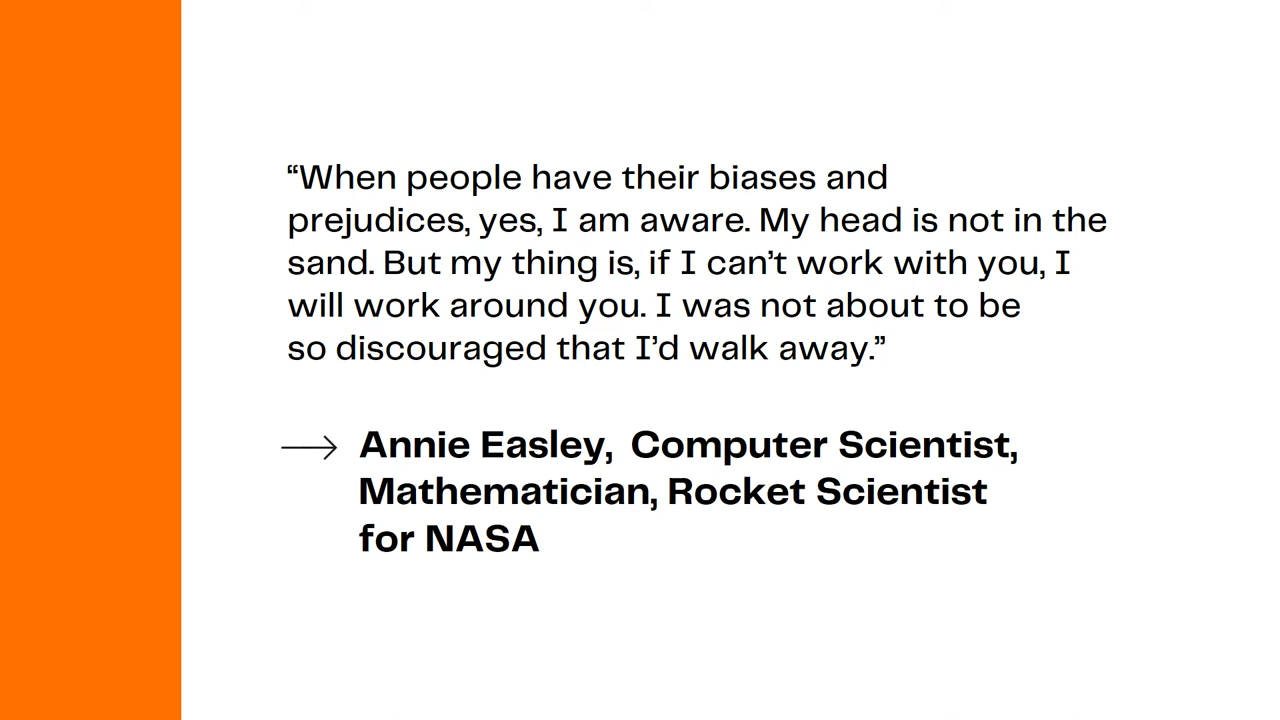 “When people have their biases and
prejudices, yes, I am aware. My head is not in the
sand. But my thing is, if I can’t work with you, I
will work around you. I was not about to be
so discouraged that I’d walk away.”
Annie Easley,  Computer Scientist,
Mathematician, Rocket Scientist
for NASA